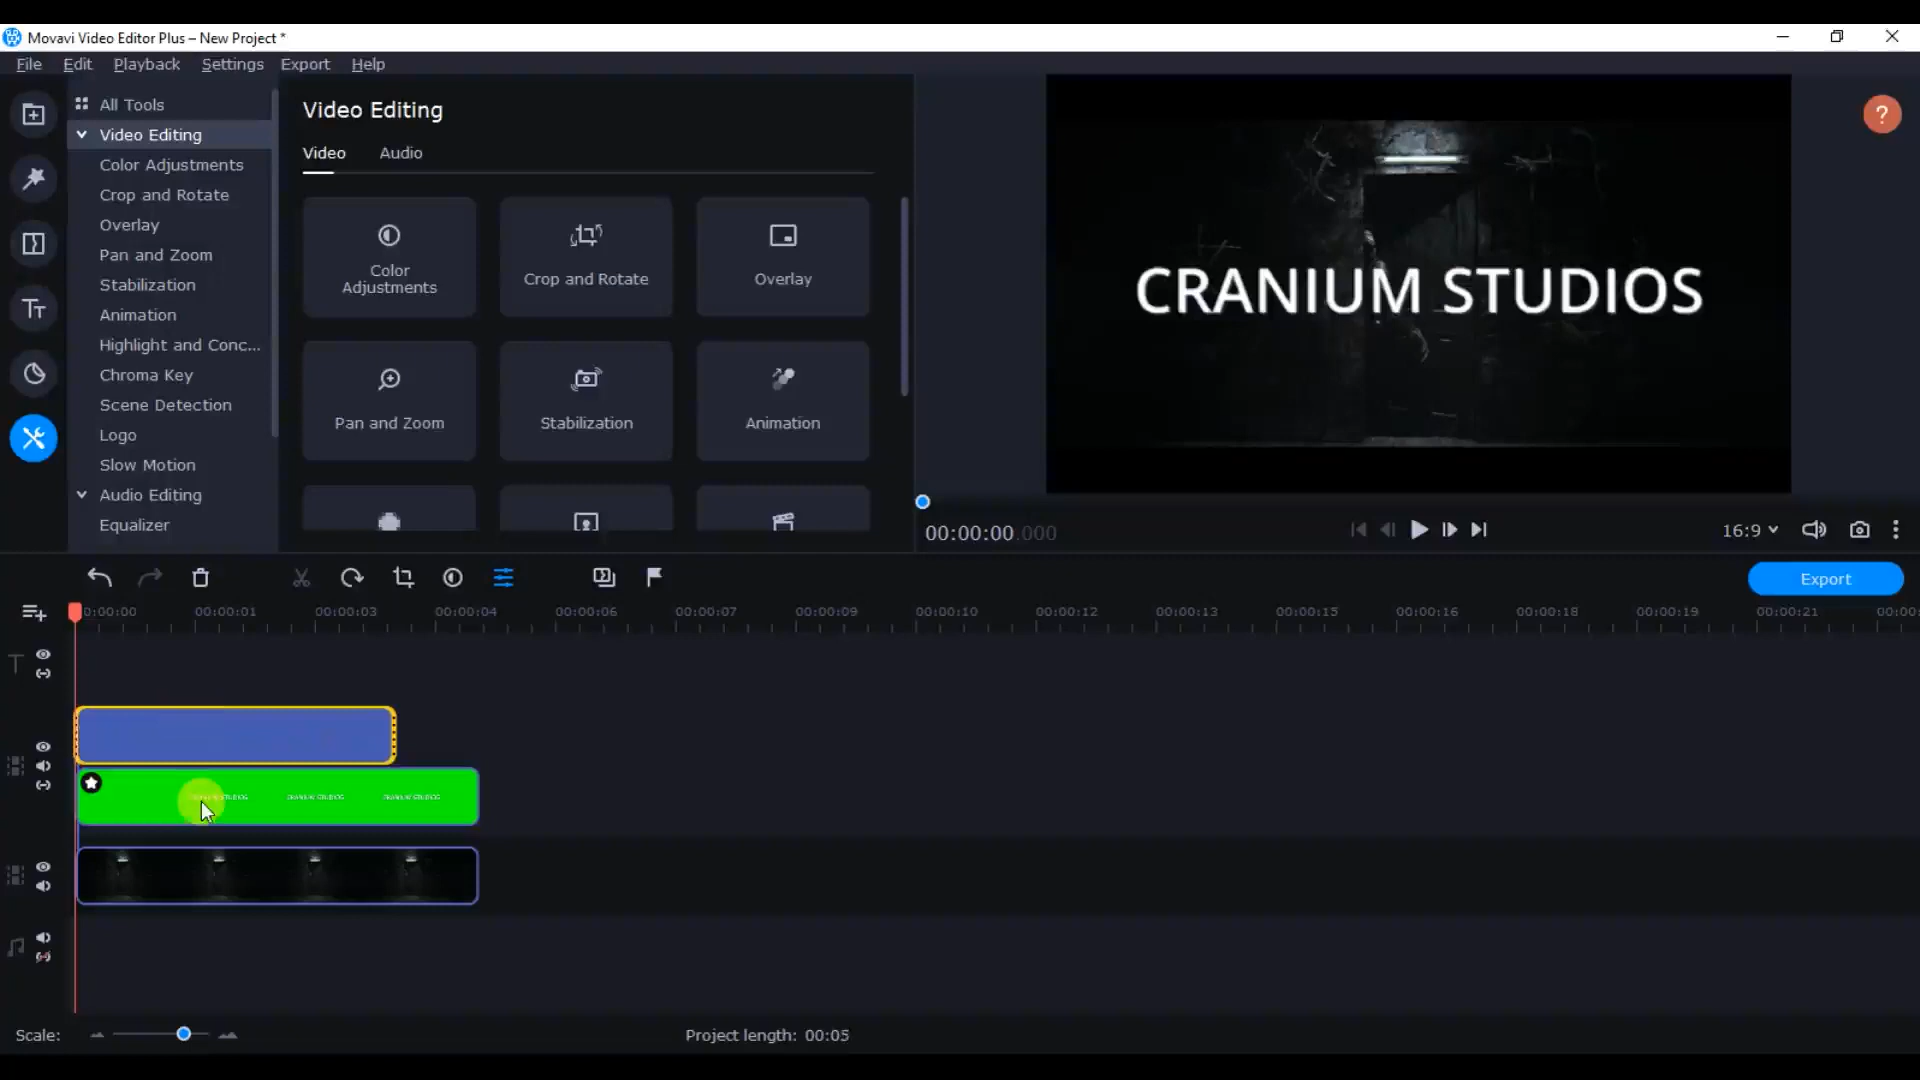 Movavi Video Editor Plus – New Project *
File Edit Playback Settings Export Help
All Tools
Video Editing
Color Adjustments
Crop and Rotate
Overlay
Pan and Zoom
Stabilization
Animation
Highlight and Conc...
Chroma Key
Scene Detection
Logo
Slow Motion
Audio Editing
Equalizer
Video Editing
Video Audio
Color
Adjustments
Crop and Rotate
Overlay
Pan and Zoom
Stabilization
Animation
CRANIUM STUDIOS
?
00:00:00.000
16:9
Export
0:00:00 00:00:01 00:00:03 00:00:04 00:00:06 00:00:07 00:00:09 00:00:10 00:00:12 00:00:13 00:00:15 00:00:16 00:00:18 00:00:19 00:00:21 00:00:
CRANIUM STUDIOS CRANIUM STUDIOS
Scale:
Project length: 00:05